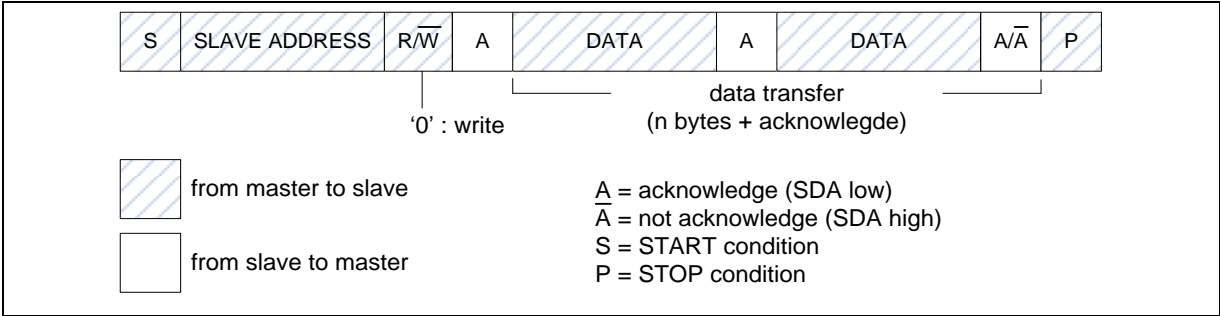 S SLAVE ADDRESS R/W̅ A DATA A DATA A/A̅ P
data transfer
‘0’ : write
(n bytes + acknowlegde)
from master to slave
from slave to master
A = acknowledge (SDA low)
A̅ = not acknowledge (SDA high)
S = START condition
P = STOP condition